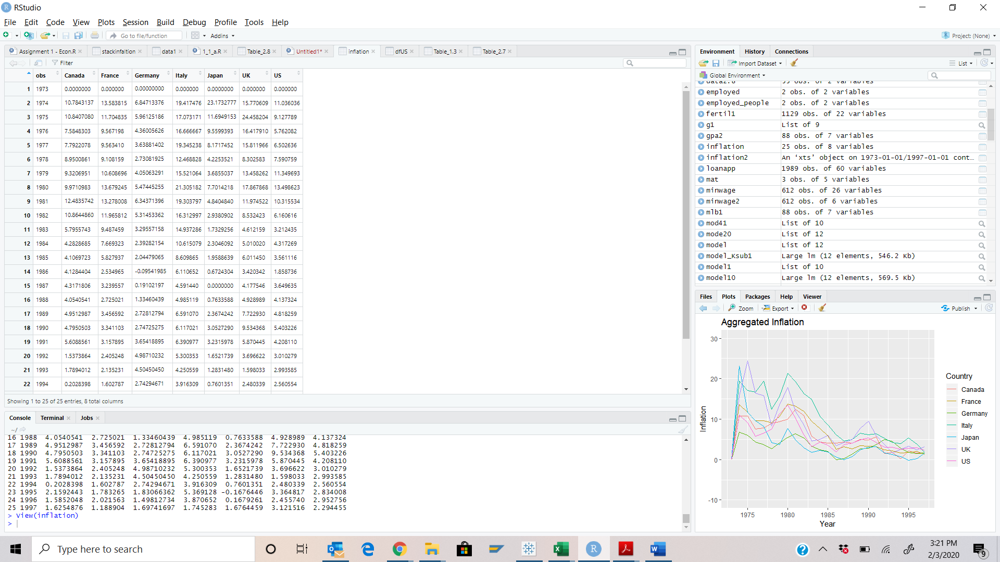 RStudio
File Edit Code View Plots Session Build Debug Profile Tools Help
Go to file/function Addins Project: (None)
Assignment 1 - Econ.R stackinfaltion data1 1_1_a.R Table_2.8 Untitled1* inflation dfUS Table_1.3 Table_2.7
Filter
obs Canada France Germany Italy Japan UK US
1 1973 0.0000000 0.000000 0.00000000 0.000000 0.0000000 0.000000 0.000000
2 1974 10.7843137 13.583815 6.84713376 19.417476 23.1732777 15.770609 11.036036
3 1975 10.8407080 11.704835 5.96125186 17.073171 11.6949153 24.458204 9.127789
4 1976 7.5848303 9.567198 4.36005626 16.666667 9.5599393 16.417910 5.762082
5 1977 7.7922078 9.563410 3.63881402 19.345238 8.1717452 15.811966 6.502636
6 1978 8.9500861 9.108159 2.73081925 12.468828 4.2253521 8.302583 7.590759
7 1979 9.3206951 10.608696 4.05063291 15.521064 3.6855037 13.458262 11.349693
8 1980 9.9710983 13.679245 5.47445255 21.305182 7.7014218 17.867868 13.498623
9 1981 12.4835742 13.278008 6.34371396 19.303797 4.8404840 11.974522 10.315534
10 1982 10.8644860 11.965812 5.31453362 16.312997 2.9380902 8.532423 6.160616
11 1983 5.7955743 9.487459 3.29557158 14.937286 1.7329256 4.612159 3.212435
12 1984 4.2828685 7.669323 2.39282154 10.615079 2.3046092 5.010020 4.317269
13 1985 4.1069723 5.827937 2.04479065 8.609865 1.9588639 6.011450 3.561116
14 1986 4.1284404 2.534965 -0.09541985 6.110652 0.6724304 3.420342 1.858736
15 1987 4.3171806 3.239557 0.19102197 4.591440 0.0000000 4.177546 3.649635
16 1988 4.0540541 2.725021 1.33460439 4.985119 0.7633588 4.928989 4.137324
17 1989 4.9512987 3.456592 2.72812794 6.591070 2.3674242 7.722930 4.818259
18 1990 4.7950503 3.341103 2.74725275 6.117021 3.0527290 9.534368 5.403226
19 1991 5.6088561 3.157895 3.65418895 6.390977 3.2315978 5.870445 4.208110
20 1992 1.5373864 2.405248 4.98710232 5.300353 1.6521739 3.696622 3.010279
21 1993 1.7894012 2.135231 4.50450450 4.250559 1.2831480 1.598033 2.993585
22 1994 0.2028398 1.602787 2.74294671 3.916309 0.7601351 2.480339 2.560554
Showing 1 to 25 of 25 entries, 8 total columns
Console Terminal Jobs
~/
16 1988 4.0540541 2.725021 1.33460439 4.985119 0.7633588 4.928989 4.137324
17 1989 4.9512987 3.456592 2.72812794 6.591070 2.3674242 7.722930 4.818259
18 1990 4.7950503 3.341103 2.74725275 6.117021 3.0527290 9.534368 5.403226
19 1991 5.6088561 3.157895 3.65418895 6.390977 3.2315978 5.870445 4.208110
20 1992 1.5373864 2.405248 4.98710232 5.300353 1.6521739 3.696622 3.010279
21 1993 1.7894012 2.135231 4.50450450 4.250559 1.2831480 1.598033 2.993585
22 1994 0.2028398 1.602787 2.74294671 3.916309 0.7601351 2.480339 2.560554
23 1995 2.1592443 1.783265 1.83066362 5.369128 -0.1676446 3.364817 2.834008
24 1996 1.5852048 2.021563 1.49812734 3.870652 0.1679261 2.455740 2.952756
25 1997 1.6254876 1.188904 1.69741697 1.745283 1.6764459 3.121516 2.294455
> View(inflation)
>
Environment History Connections
Import Dataset List
Global Environment
data2.8 55 obs. of 2 variables
employed 2 obs. of 2 variables
employed_people 2 obs. of 2 variables
fertil1 1129 obs. of 22 variables
g1 List of 9
gpa2 88 obs. of 7 variables
inflation 25 obs. of 8 variables
inflation2 An ‘xts’ object on 1973-01-01/1997-01-01 cont…
loanapp 1989 obs. of 60 variables
mat 3 obs. of 5 variables
minwage 612 obs. of 26 variables
minwage2 612 obs. of 6 variables
mlb1 88 obs. of 7 variables
mod41 List of 10
mode20 List of 12
model List of 12
model_Ksub1 Large lm (12 elements, 546.2 Kb)
model1 List of 10
model10 Large lm (12 elements, 569.5 Kb)
Files Plots Packages Help Viewer
Zoom Export Publish
Aggregated Inflation
30
20
10
0
-10
Inflation
1975 1980 1985 1990 1995
Year
Country
Canada
France
Germany
Italy
Japan
UK
US
Type here to search
3:21 PM
2/3/2020
9